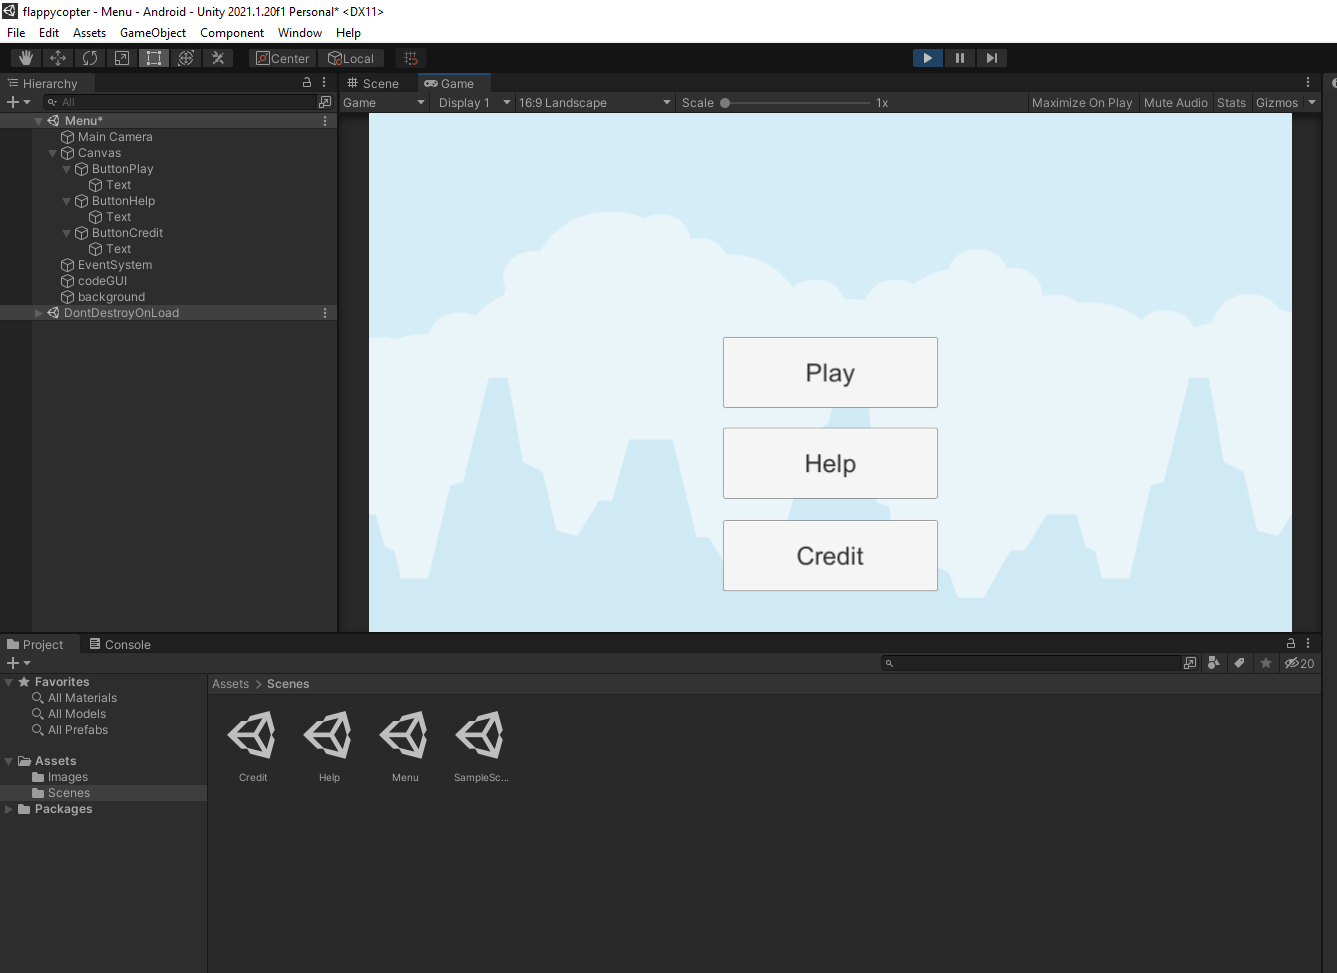 flappycopter - Menu - Android - Unity 2021.1.20f1 Personal* <DX11>
File Edit Assets GameObject Component Window Help
Center Local
Hierarchy
All
Menu*
Main Camera
Canvas
ButtonPlay
Text
ButtonHelp
Text
ButtonCredit
Text
EventSystem
codeGUI
background
DontDestroyOnLoad
Scene Game
Game Display 1 16:9 Landscape Scale 1x Maximize On Play Mute Audio Stats Gizmos
Play
Help
Credit
Project Console
20
Favorites
All Materials
All Models
All Prefabs
Assets
Images
Scenes
Packages
Assets > Scenes
Credit Help Menu SampleSc...